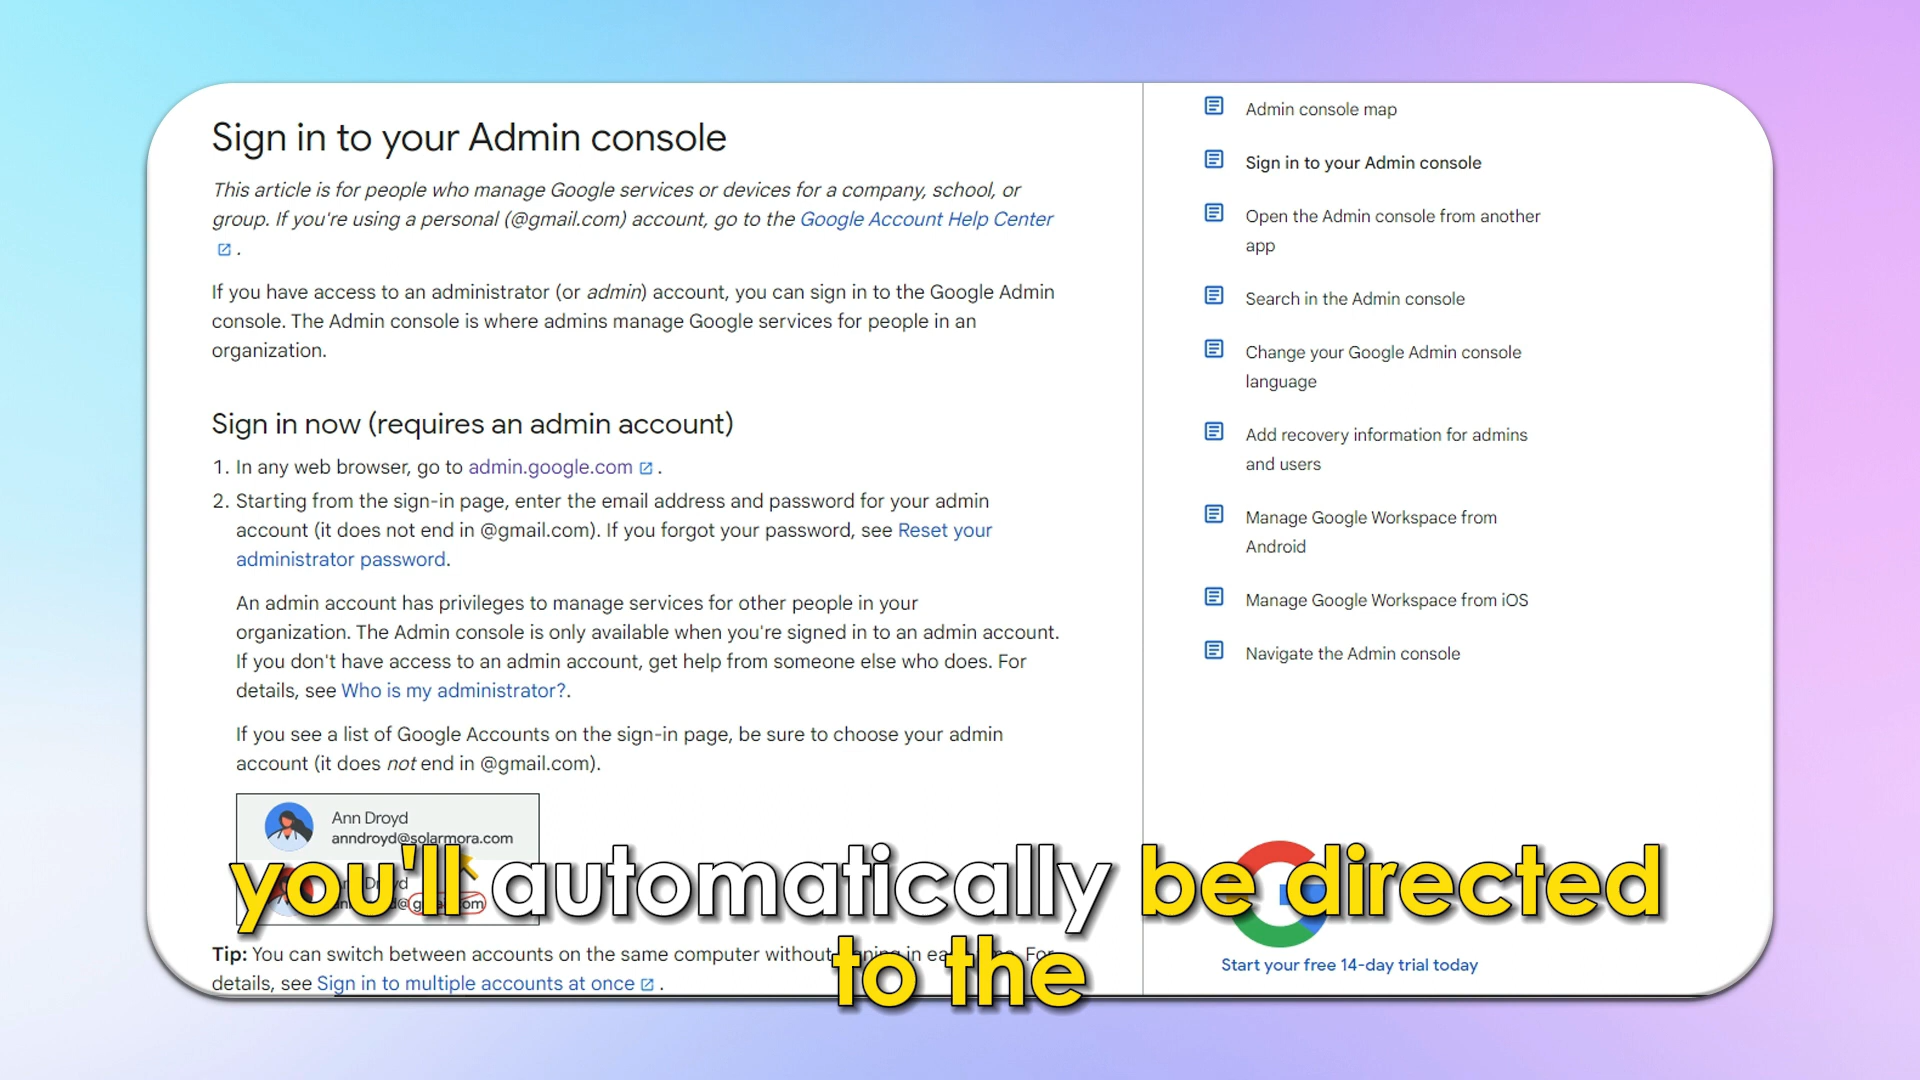 Sign in to your Admin console
This article is for people who manage Google services or devices for a company, school, or
group. If you're using a personal (@gmail.com) account, go to the Google Account Help Center
.
If you have access to an administrator (or admin) account, you can sign in to the Google Admin
console. The Admin console is where admins manage Google services for people in an
organization.
Sign in now (requires an admin account)
1. In any web browser, go to admin.google.com .
2. Starting from the sign-in page, enter the email address and password for your admin
account (it does not end in @gmail.com). If you forgot your password, see Reset your
administrator password.
An admin account has privileges to manage services for other people in your
organization. The Admin console is only available when you're signed in to an admin account.
If you don't have access to an admin account, get help from someone else who does. For
details, see Who is my administrator?.
If you see a list of Google Accounts on the sign-in page, be sure to choose your admin
account (it does not end in @gmail.com).
Ann Droyd
anndroyd@solarmora.com
Droyd
Tip: You can switch between accounts on the same computer without in For
details, see Sign in to multiple accounts at once .
Admin console map
Sign in to your Admin console
Open the Admin console from another
app
Search in the Admin console
Change your Google Admin console
language
Add recovery information for admins
and users
Manage Google Workspace from
Android
Manage Google Workspace from iOS
Navigate the Admin console
Start your free 14-day trial today
you'll automatically be directed
to the